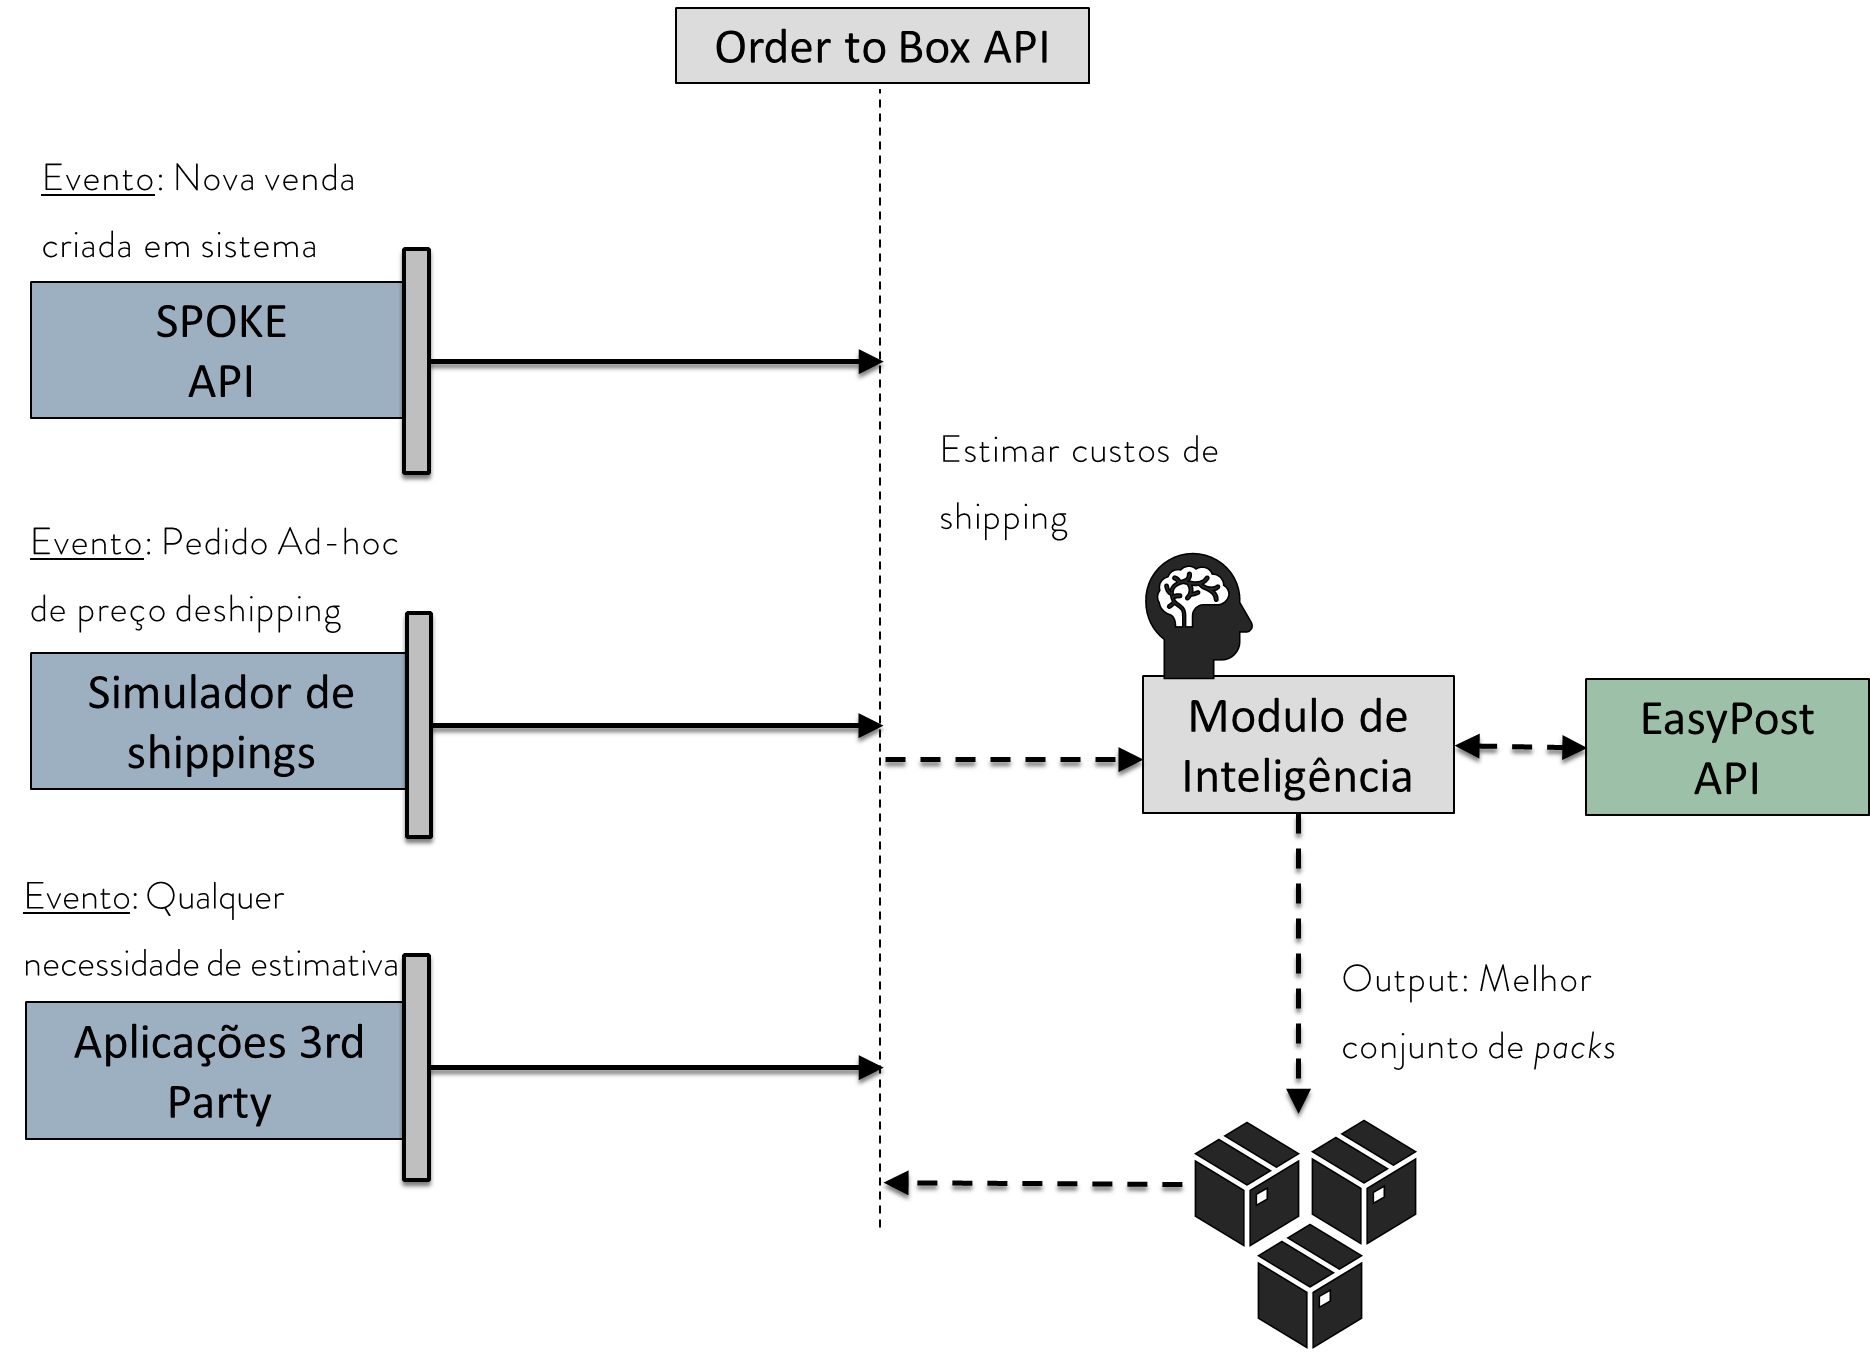 Order to Box API
Evento: Nova venda
criada em sistema
SPOKE
API
Estimar custos de
shipping
Evento: Pedido Ad-hoc
de preço deshipping
Simulador de
shippings
Modulo de
Inteligência
EasyPost
API
Evento: Qualquer
necessidade de estimativa
Aplicações 3rd
Party
Output: Melhor
conjunto de packs